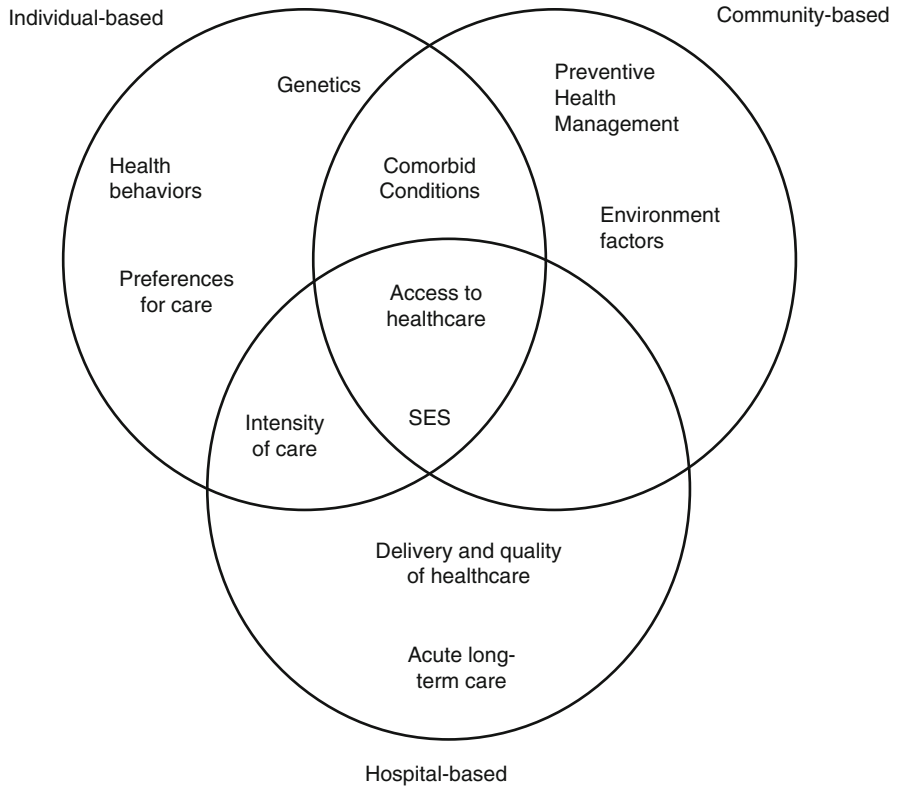 Individual-based
Community-based
Genetics
Preventive
Health
Management
Health
behaviors
Comorbid
Conditions
Environment
factors
Preferences
for care
Access to
healthcare
Intensity
of care
SES
Delivery and quality
of healthcare
Acute long-
term care
Hospital-based